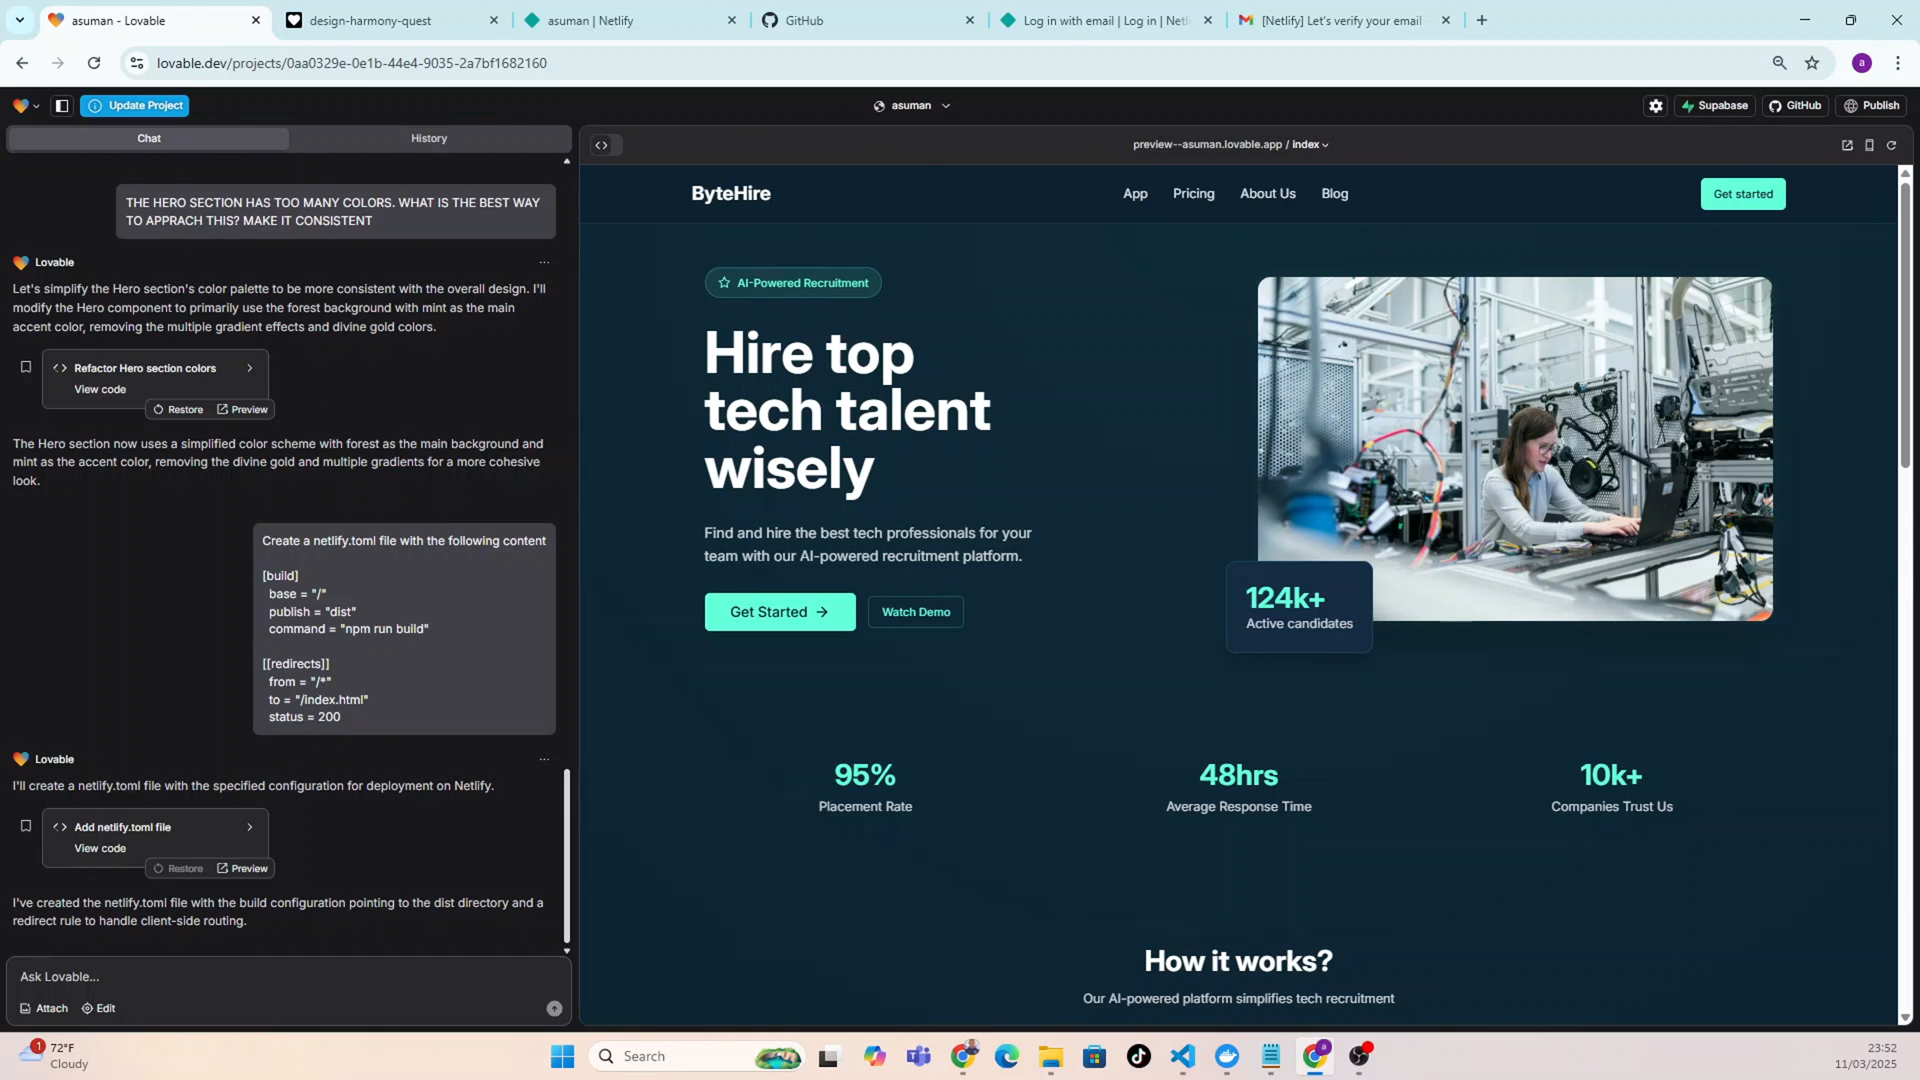 asuman - Lovable
design-harmony-quest
asuman | Netlify
GitHub
Log in with email | Log in | Netl
[Netlify] Let's verify your email
lovable.dev/projects/0aa0329e-0e1b-44e4-9035-2a7bf1682160
a
Update Project
asuman
Supabase
GitHub
Publish
Chat
History
preview--asuman.lovable.app / index
THE HERO SECTION HAS TOO MANY COLORS. WHAT IS THE BEST WAY
TO APPRACH THIS? MAKE IT CONSISTENT
Lovable
Let's simplify the Hero section's color palette to be more consistent with the overall design. I'll
modify the Hero component to primarily use the forest background with mint as the main
accent color, removing the multiple gradient effects and divine gold colors.
Refactor Hero section colors
View code
Restore
Preview
The Hero section now uses a simplified color scheme with forest as the main background and
mint as the accent color, removing the divine gold and multiple gradients for a more cohesive
look.
Create a netlify.toml file with the following content
[build]
base = "/"
publish = "dist"
command = "npm run build"
[[redirects]]
from = "/*"
to = "/index.html"
status = 200
Lovable
I'll create a netlify.toml file with the specified configuration for deployment on Netlify.
Add netlify.toml file
View code
Restore
Preview
I've created the netlify.toml file with the build configuration pointing to the dist directory and a
redirect rule to handle client-side routing.
Ask Lovable...
Attach
Edit
ByteHire
App
Pricing
About Us
Blog
Get started
AI-Powered Recruitment
Hire top
tech talent
wisely
Find and hire the best tech professionals for your
team with our AI-powered recruitment platform.
Get Started
Watch Demo
124k+
Active candidates
95%
Placement Rate
48hrs
Average Response Time
10k+
Companies Trust Us
How it works?
Our AI-powered platform simplifies tech recruitment
1
72°F
Cloudy
Search
a
23:52
11/03/2025